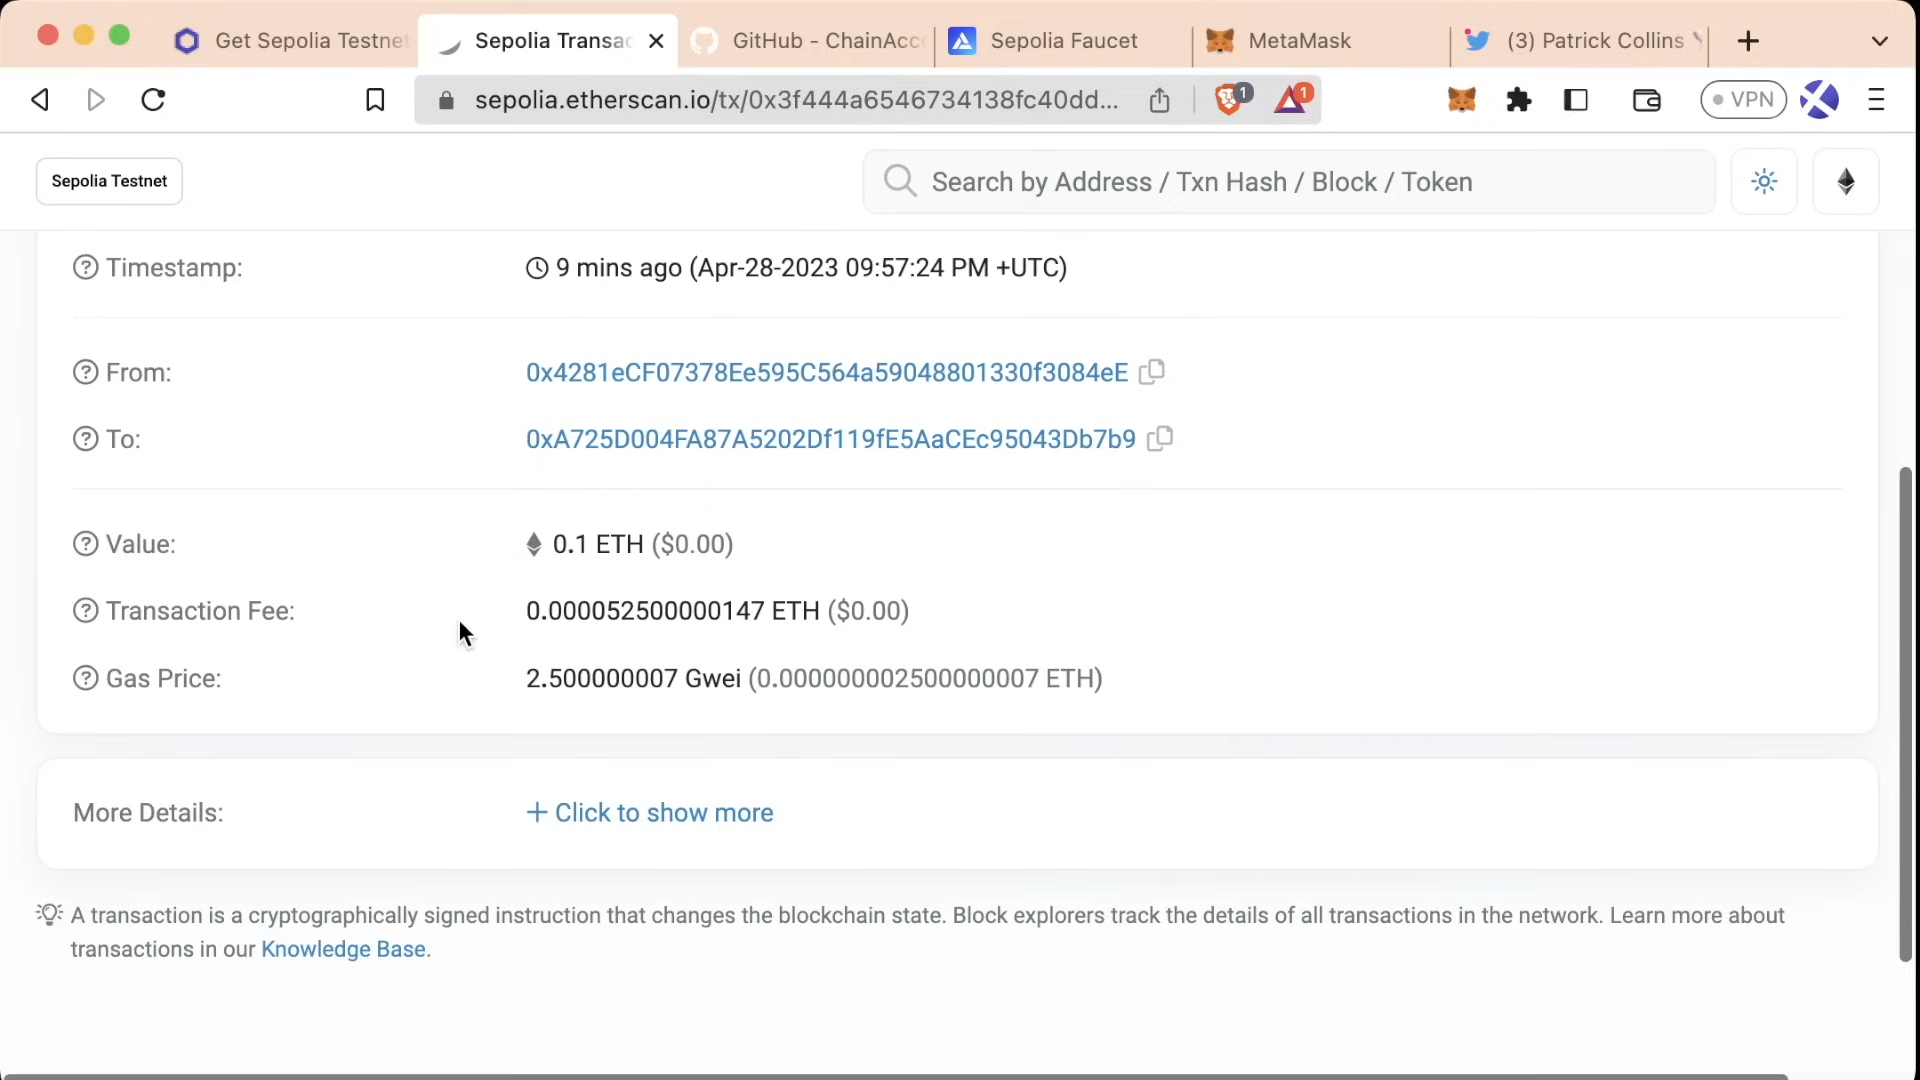 Get Sepolia Testnet
Sepolia Transac
GitHub - ChainAcc
Sepolia Faucet
MetaMask
(3) Patrick Collins
sepolia.etherscan.io/tx/0x3f444a6546734138fc40dd...
1
1
VPN
Sepolia Testnet
Search by Address / Txn Hash / Block / Token
Timestamp:
9 mins ago (Apr-28-2023 09:57:24 PM +UTC)
From:
0x4281eCF07378Ee595C564a59048801330f3084eE
To:
0xA725D004FA87A5202Df119fE5AaCEc95043Db7b9
Value:
0.1 ETH ($0.00)
Transaction Fee:
0.000052500000147 ETH ($0.00)
Gas Price:
2.500000007 Gwei (0.000000002500000007 ETH)
More Details:
+ Click to show more
A transaction is a cryptographically signed instruction that changes the blockchain state. Block explorers track the details of all transactions in the network. Learn more about
transactions in our Knowledge Base.